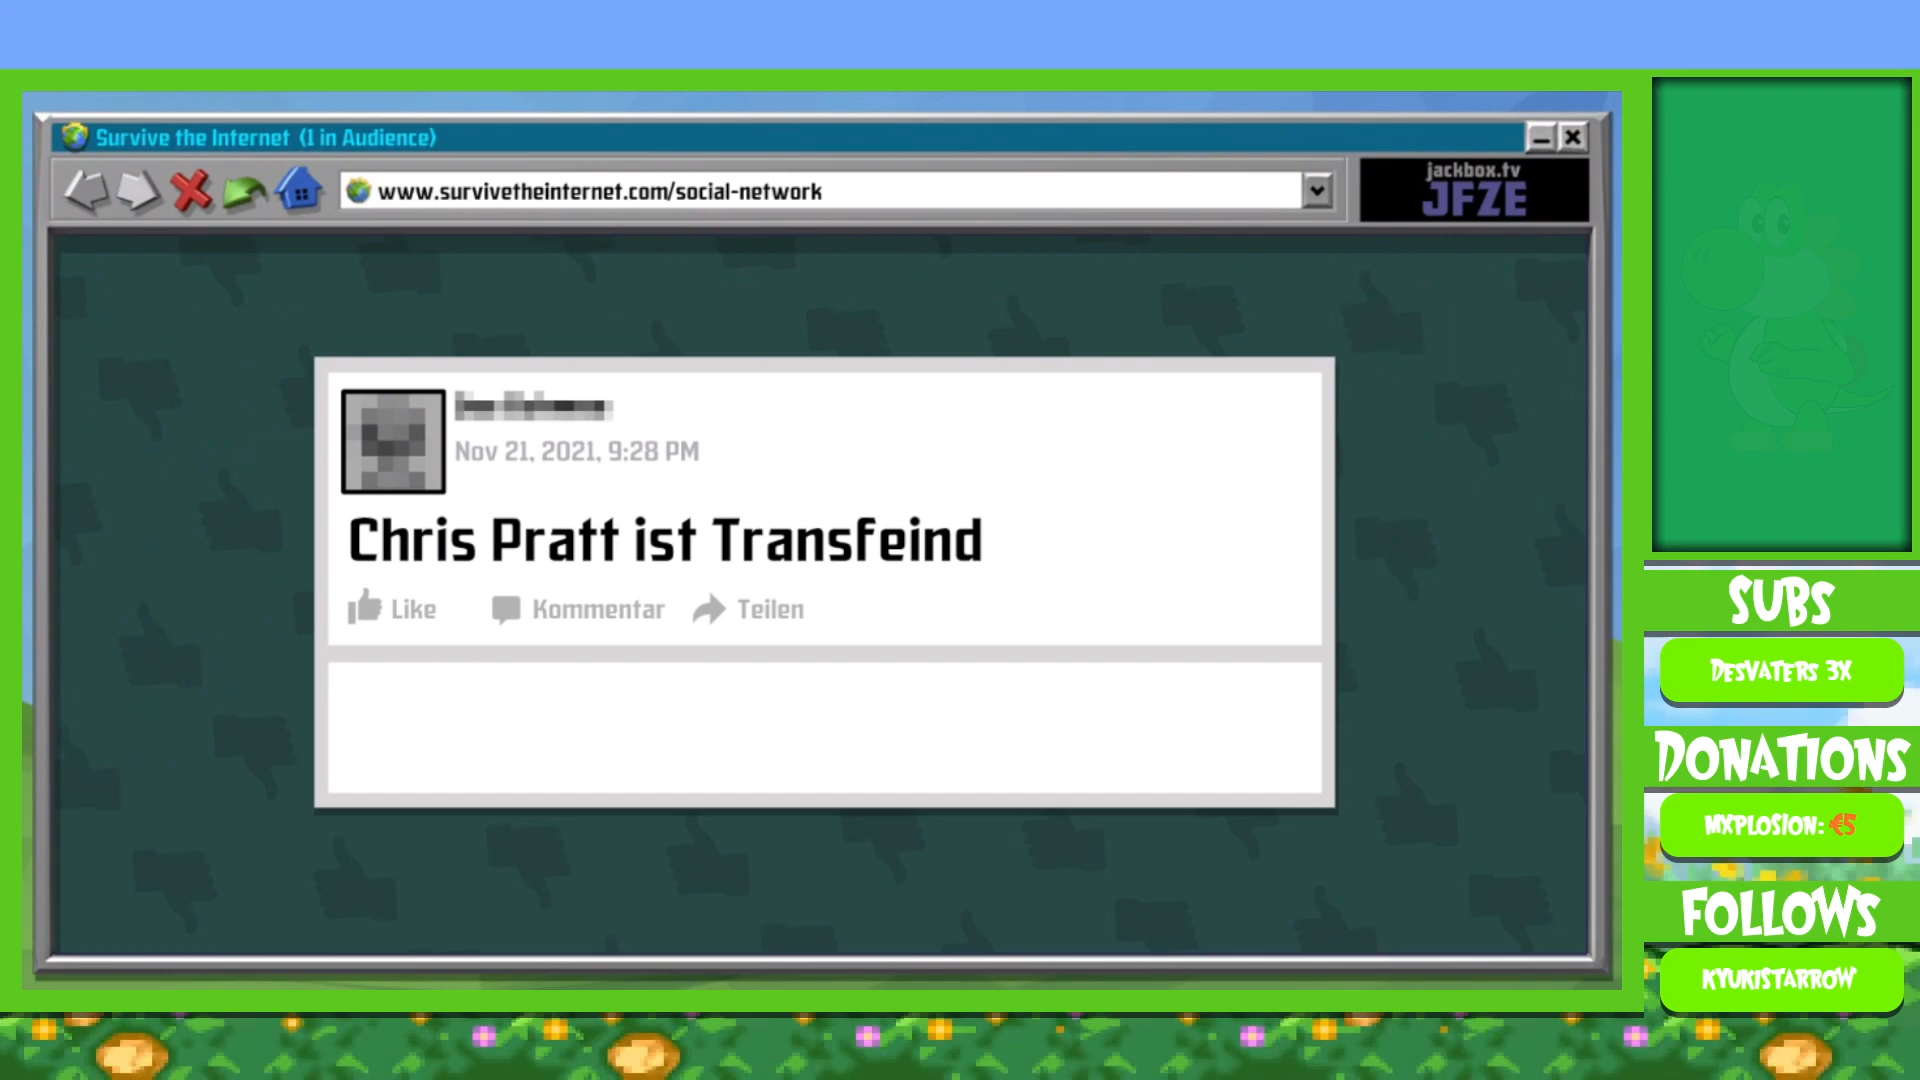 Survive the Internet (1 in Audience)
www.survivetheinternet.com/social-network
jackbox.tv
JFZE
Nov 21, 2021, 9:28 PM
Chris Pratt ist Transfeind
Like Kommentar Teilen
SUBS
DESVATERS 3X
DONATIONS
MXPLOSION: €5
FOLLOWS
KYUKISTARROW